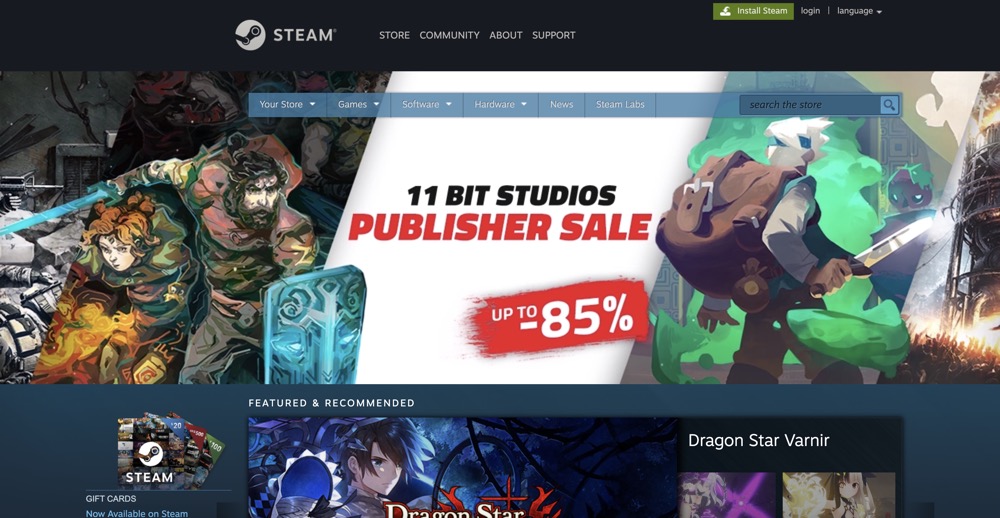 Install Steam
login | language
STEAM®
STORE COMMUNITY ABOUT SUPPORT
Your Store Games Software Hardware News Steam Labs
search the store
11 BIT STUDIOS
PUBLISHER SALE
UP TO
-85%
FEATURED & RECOMMENDED
Dragon Star Varnir
Dragon Star
$20
$100
STEAM
GIFT CARDS
Now Available on Steam